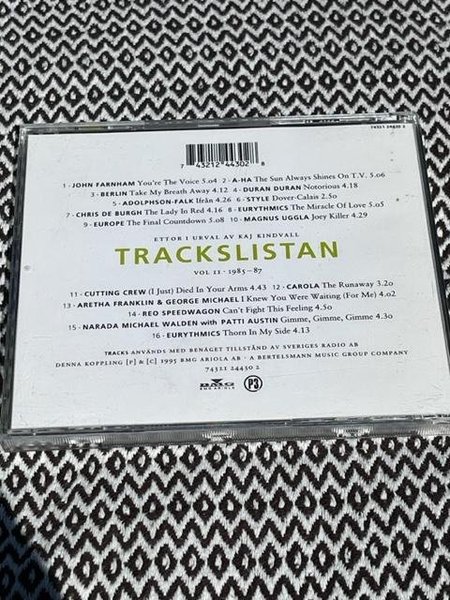 74321 24430 2
7 43212 44302 8
1 · JOHN FARNHAM You're The Voice 5.04 2 · A-HA The Sun Always Shines On T.V. 5.06
3 · BERLIN Take My Breath Away 4.12 4 · DURAN DURAN Notorious 4.18
5 · ADOLPHSON-FALK Ifrån 4.26 6 · STYLE Dover-Calais 2.50
7 · CHRIS DE BURGH The Lady In Red 4.16 8 · EURYTHMICS The Miracle Of Love 5.05
9 · EUROPE The Final Countdown 5.08 10 · MAGNUS UGGLA Joey Killer 4.29
ETTOR I URVAL AV KAJ KINDVALL
TRACKSLISTAN
VOL II · 1985–87
11 · CUTTING CREW (I Just) Died In Your Arms 4.43 12 · CAROLA The Runaway 3.20
13 · ARETHA FRANKLIN & GEORGE MICHAEL I Knew You Were Waiting (For Me) 4.02
14 · REO SPEEDWAGON Can't Fight This Feeling 4.50
15 · NARADA MICHAEL WALDEN WITH PATTI AUSTIN Gimme, Gimme, Gimme 4.30
16 · EURYTHMICS Thorn In My Side 4.13
TRACKS ANVÄNDS MED BENÄGET TILLSTÅND AV SVERIGES RADIO AB
DENNA KOPPLING [P] & [C] 1995 BMG ARIOLA AB · A BERTELSMANN MUSIC GROUP COMPANY
74321 24430 2
BMG
P3